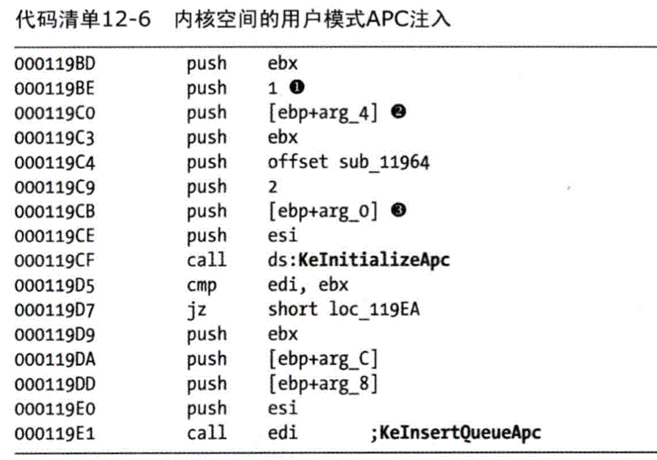 代码清单12-6 内核空间的用户模式APC注入
000119BD push ebx
000119BE push 1 ❶
000119C0 push [ebp+arg_4] ❷
000119C3 push ebx
000119C4 push offset sub_11964
000119C9 push 2
000119CB push [ebp+arg_0] ❸
000119CE push esi
000119CF call ds:KeInitializeApc
000119D5 cmp edi, ebx
000119D7 jz short loc_119EA
000119D9 push ebx
000119DA push [ebp+arg_C]
000119DD push [ebp+arg_8]
000119E0 push esi
000119E1 call edi ;KeInsertQueueApc